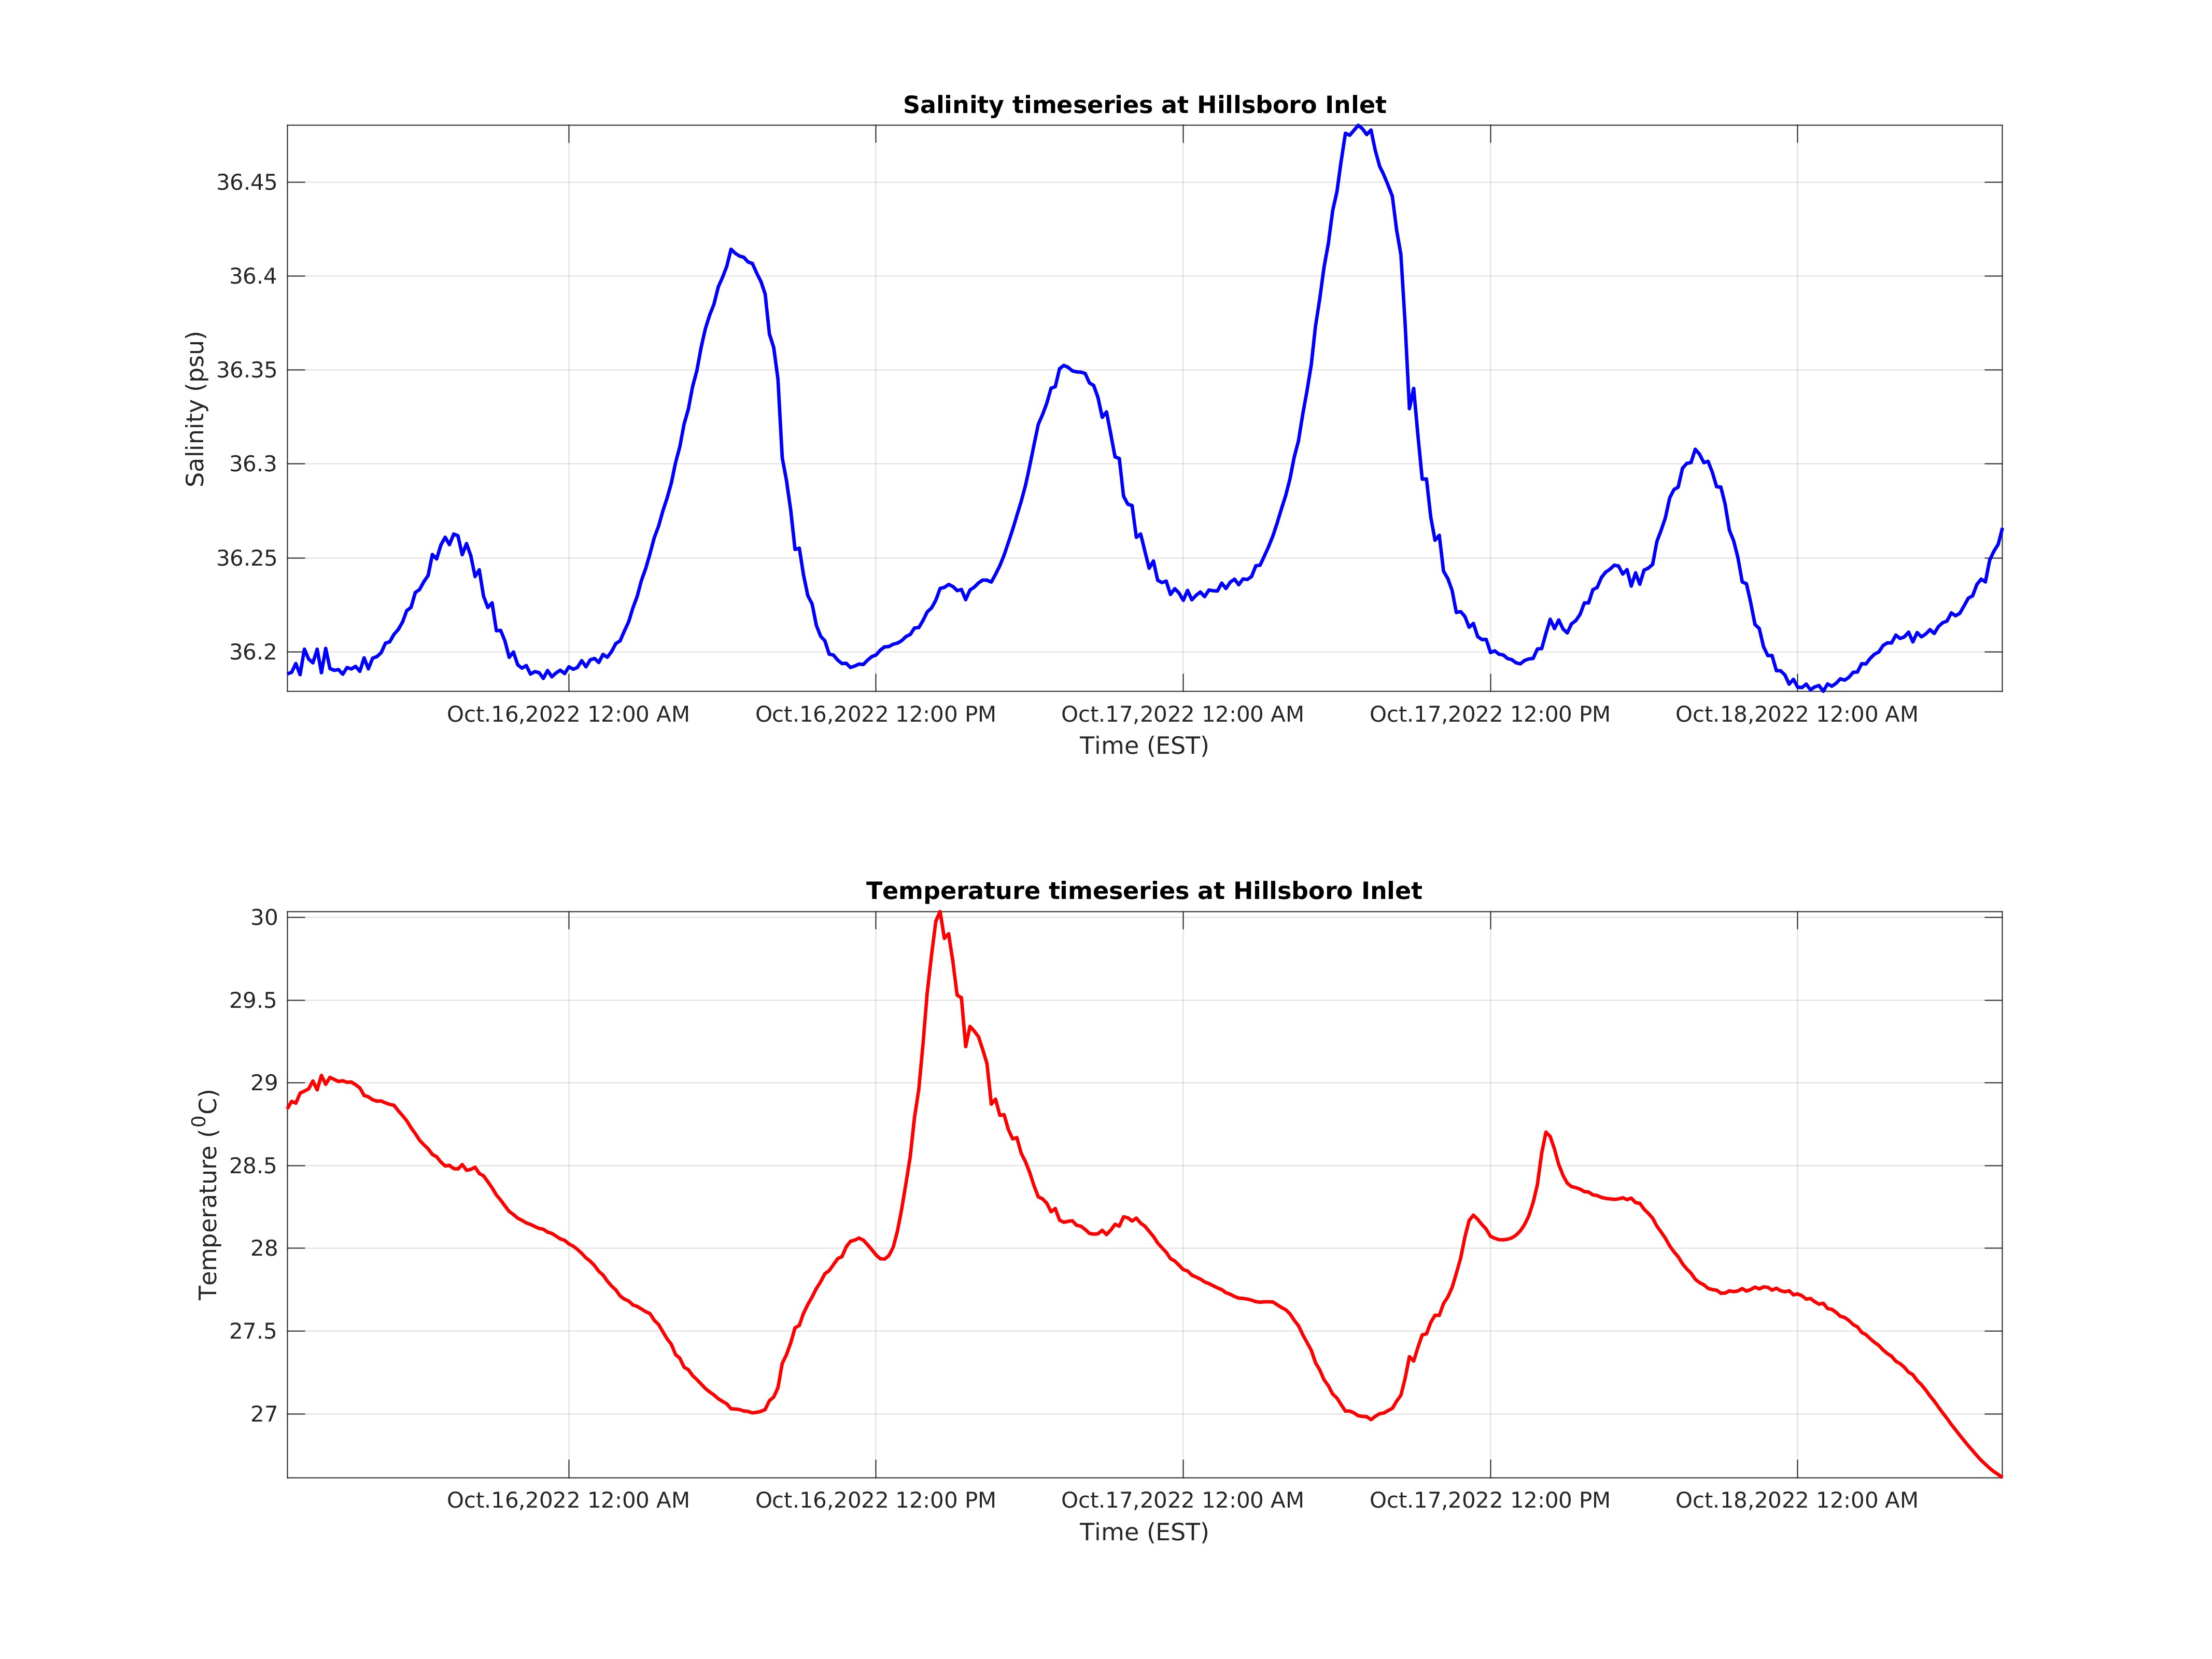 Salinity timeseries at Hillsboro Inlet
36.45
36.4
36.35
36.3
36.25
36.2
Salinity (psu)
Oct.16,2022 12:00 AM Oct.16,2022 12:00 PM Oct.17,2022 12:00 AM Oct.17,2022 12:00 PM Oct.18,2022 12:00 AM
Time (EST)
Temperature timeseries at Hillsboro Inlet
30
29.5
29
28.5
28
27.5
27
Temperature (⁰C)
Oct.16,2022 12:00 AM Oct.16,2022 12:00 PM Oct.17,2022 12:00 AM Oct.17,2022 12:00 PM Oct.18,2022 12:00 AM
Time (EST)